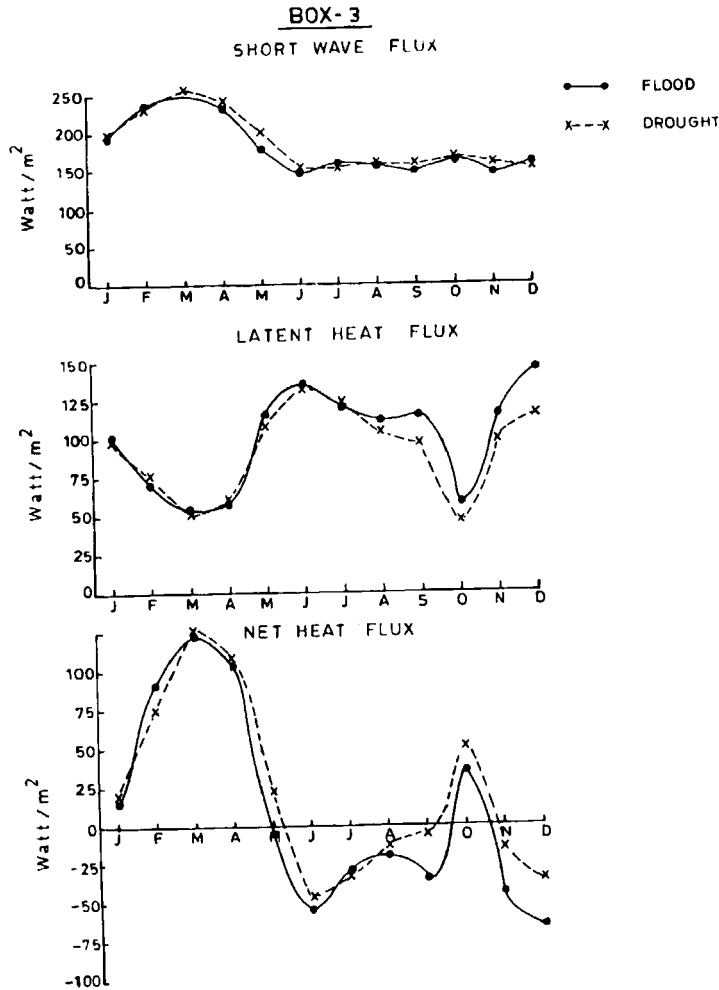 BOX-3
SHORT WAVE FLUX
FLOOD
DROUGHT
Watt/m²
250
200
150
100
50
0
J F M A M J J A S O N D
LATENT HEAT FLUX
Watt/m²
150
125
100
75
50
25
0
J F M A M J J A S O N D
NET HEAT FLUX
Watt/m²
100
75
50
25
0
-25
-50
-75
-100
J F M A M J J A S O N D